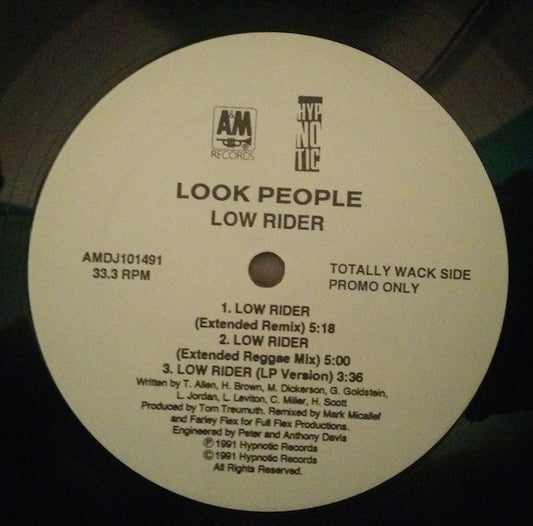 A&M
RECORDS
HYP
NO
TIC
LOOK PEOPLE
LOW RIDER
AMDJ101491
33.3 RPM
TOTALLY WACK SIDE
PROMO ONLY
1. LOW RIDER
(Extended Remix) 5:18
2. LOW RIDER
(Extended Reggae Mix) 5:00
3. LOW RIDER (LP Version) 3:36
Written by T. Allen, H. Brown, M. Dickerson, G. Goldstein,
L. Jordan, L. Leviton, C. Miller, H. Scott
Produced by Tom Treumuth. Remixed by Mark Micallef
and Farley Flex for Full Flex Productions.
Engineered by Peter and Anthony Davis
℗ 1991 Hypnotic Records
© 1991 Hypnotic Records
All Rights Reserved.